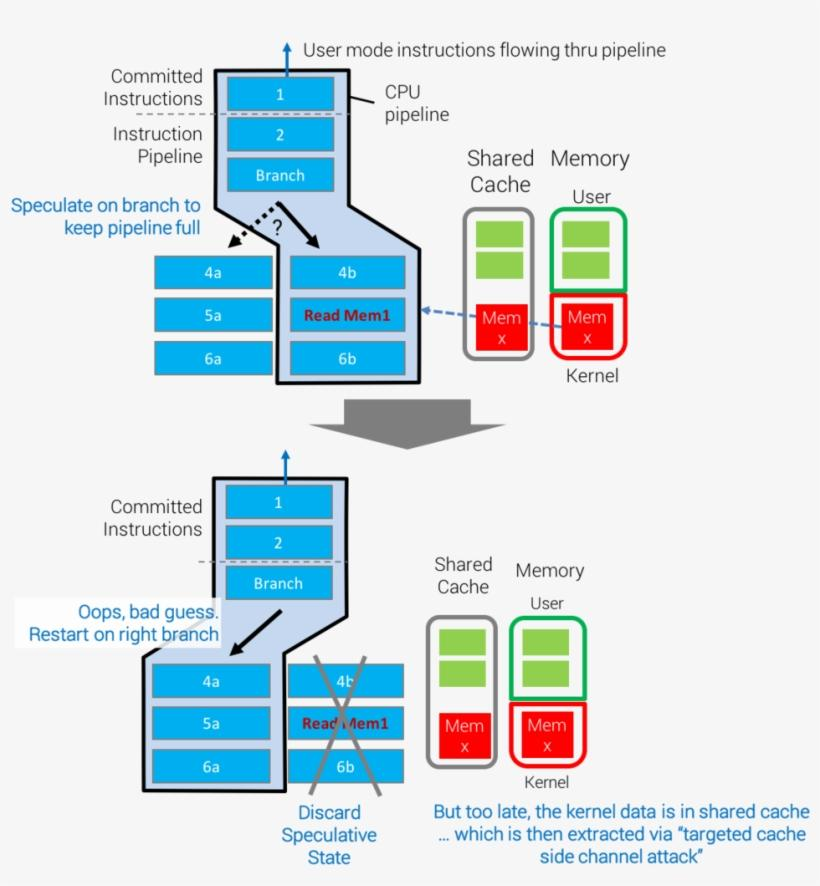 User mode instructions flowing thru pipeline
Committed
Instructions
1
CPU
pipeline
Instruction
Pipeline
2
Branch
Shared
Cache
Memory
User
Speculate on branch to
keep pipeline full
?
4a
4b
5a
Read Mem1
Mem
x
Mem
x
6a
6b
Kernel
Committed
Instructions
1
2
Branch
Shared
Cache
Memory
User
Oops, bad guess.
Restart on right branch
4a
4b
5a
Read Mem1
Mem
x
Mem
x
6a
6b
Kernel
Discard
Speculative
State
But too late, the kernel data is in shared cache
... which is then extracted via “targeted cache
side channel attack”